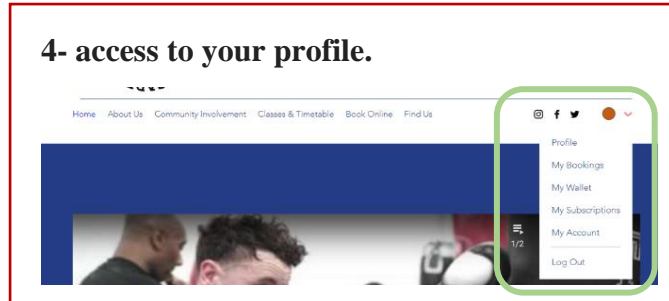 4- access to your profile.
Home About Us Community Involvement Classes & Timetable Book Online Find Us
Profile
My Bookings
My Wallet
My Subscriptions
My Account
1/2
Log Out